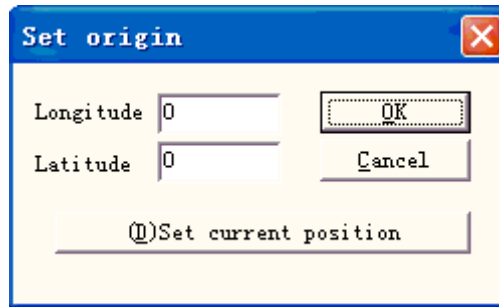 Set origin
Longitude 0 OK
Latitude 0 Cancel
(D)Set current position